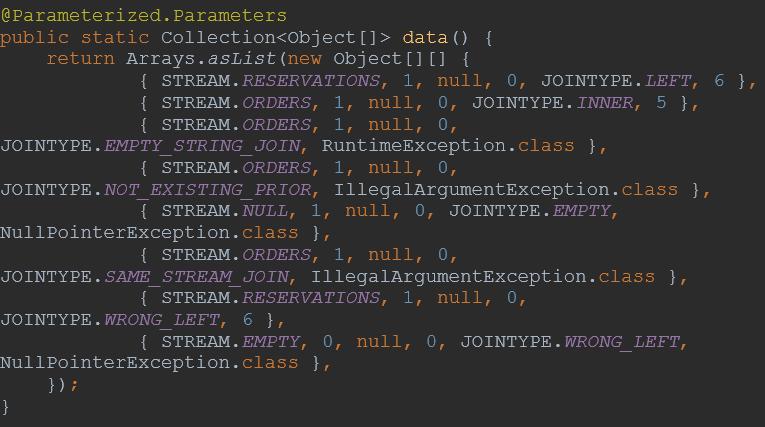 @Parameterized.Parameters
public static Collection<Object[]> data() {
    return Arrays.asList(new Object[][] {
            { STREAM.RESERVATIONS, 1, null, 0, JOINTYPE.LEFT, 6 },
            { STREAM.ORDERS, 1, null, 0, JOINTYPE.INNER, 5 },
            { STREAM.ORDERS, 1, null, 0,
JOINTYPE.EMPTY_STRING_JOIN, RuntimeException.class },
            { STREAM.ORDERS, 1, null, 0,
JOINTYPE.NOT_EXISTING_PRIOR, IllegalArgumentException.class },
            { STREAM.NULL, 1, null, 0, JOINTYPE.EMPTY,
NullPointerException.class },
            { STREAM.ORDERS, 1, null, 0,
JOINTYPE.SAME_STREAM_JOIN, IllegalArgumentException.class },
            { STREAM.RESERVATIONS, 1, null, 0,
JOINTYPE.WRONG_LEFT, 6 },
            { STREAM.EMPTY, 0, null, 0, JOINTYPE.WRONG_LEFT,
NullPointerException.class },
    });
}